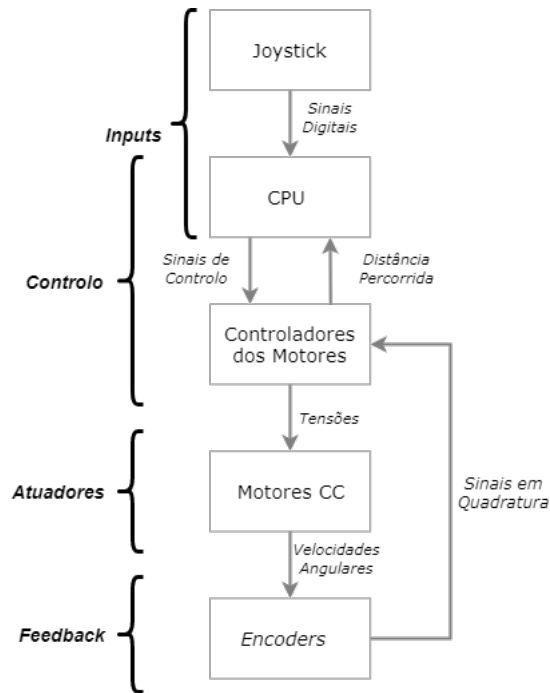 Joystick
Sinais
Digitais
Inputs
CPU
Sinais de
Controlo
Distância
Percorrida
Controlo
Controladores
dos Motores
Tensões
Sinais em
Quadratura
Atuadores
Motores CC
Velocidades
Angulares
Feedback
Encoders